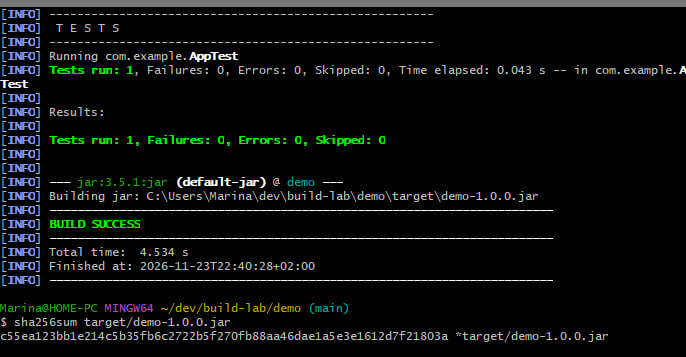 [INFO] -------------------------------------------------------
[INFO]  T E S T S
[INFO] -------------------------------------------------------
[INFO] Running com.example.AppTest
[INFO] Tests run: 1, Failures: 0, Errors: 0, Skipped: 0, Time elapsed: 0.043 s -- in com.example.A
Test
[INFO]
[INFO] Results:
[INFO]
[INFO] Tests run: 1, Failures: 0, Errors: 0, Skipped: 0
[INFO]
[INFO]
[INFO] --- jar:3.5.1:jar (default-jar) @ demo ---
[INFO] Building jar: C:\Users\Marina\dev\build-lab\demo\target\demo-1.0.0.jar
[INFO] ------------------------------------------------------------------------
[INFO] BUILD SUCCESS
[INFO] ------------------------------------------------------------------------
[INFO] Total time:  4.534 s
[INFO] Finished at: 2026-11-23T22:40:28+02:00
[INFO] ------------------------------------------------------------------------
Marina@HOME-PC MINGW64 ~/dev/build-lab/demo (main)
$ sha256sum target/demo-1.0.0.jar
c55ea123bb1e214c5b35fb6c2722b5f270fb88aa46dae1a5e3e1612d7f21803a *target/demo-1.0.0.jar